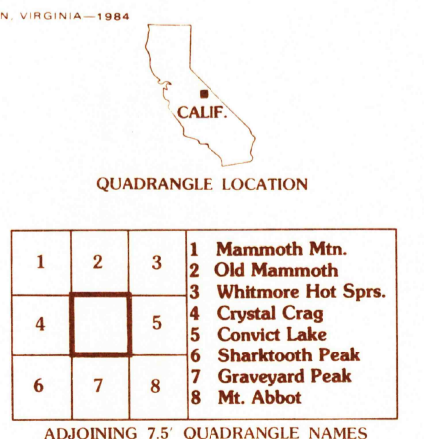 N, VIRGINIA—1984
CALIF.
QUADRANGLE LOCATION
1 2 3
4 5
6 7 8
1 Mammoth Mtn.
2 Old Mammoth
3 Whitmore Hot Sprs.
4 Crystal Crag
5 Convict Lake
6 Sharktooth Peak
7 Graveyard Peak
8 Mt. Abbot
ADJOINING 7.5′ QUADRANGLE NAMES